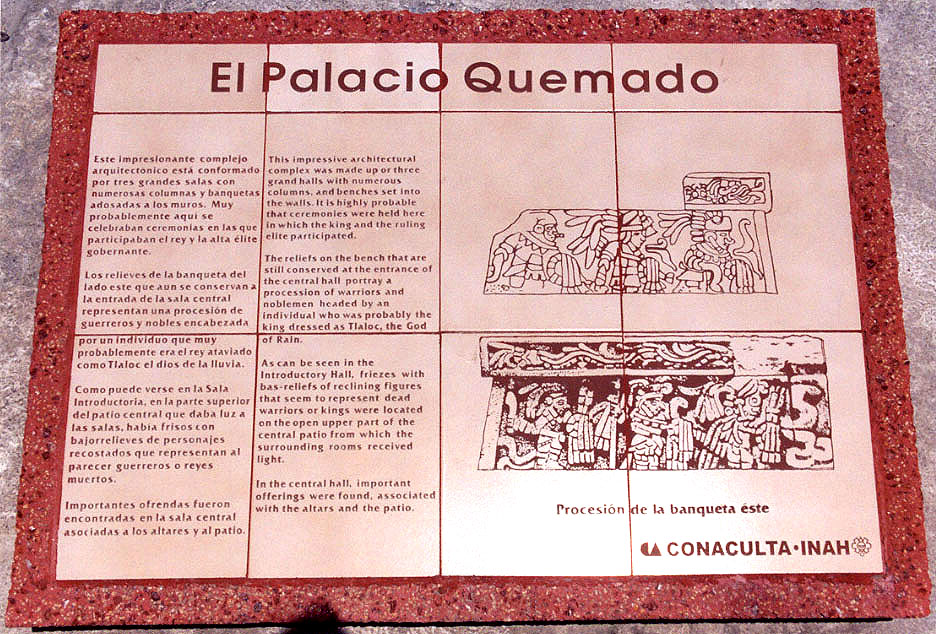 El Palacio Quemado
Este impresionante complejo
arquitectónico está conformado
por tres grandes salas con
numerosas columnas y banquetas
adosadas a los muros. Muy
probablemente aquí se
celebraban ceremonias en las que
participaban el rey y la alta élite
gobernante.
Los relieves de la banqueta del
lado este que aun se conservan a
la entrada de la sala central
representan una procesión de
guerreros y nobles encabezada
por un individuo que muy
probablemente era el rey ataviado
como Tlaloc el dios de la lluvia.
Como puede verse en la Sala
Introductoria, en la parte superior
del patio central que daba luz a
las salas, había frisos con
bajorrelieves de personajes
recostados que representan al
parecer guerreros o reyes
muertos.
Importantes ofrendas fueron
encontradas en la sala central
asociadas a los altares y al patio.
This impressive architectural
complex was made up or three
grand halls with numerous
columns, and benches set into
the walls. It is highly probable
that ceremonies were held here
in which the king and the ruling
elite participated.
The reliefs on the bench that are
still conserved at the entrance of
the central hall portray a
procession of warriors and
noblemen headed by an
individual who was probably the
king dressed as Tlaloc, the God
of Rain.
As can be seen in the
Introductory Hall, friezes with
bas-reliefs of reclining figures
that seem to represent dead
warriors or kings were located
on the open upper part of the
central patio from which the
surrounding rooms received
light.
In the central hall, important
offerings were found, associated
with the altars and the patio.
Procesión de la banqueta éste
CONACULTA·INAH